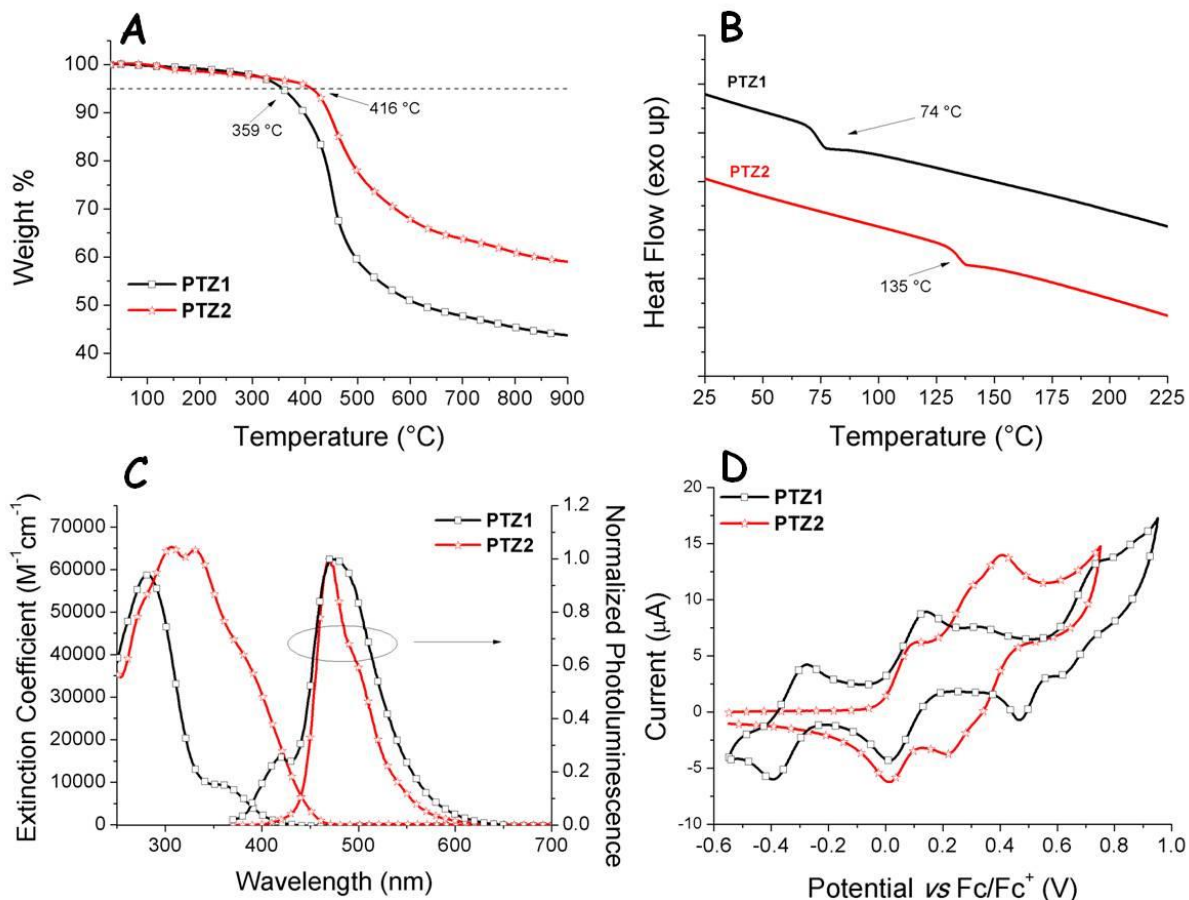 A
100
90
80
70
60
50
40
Weight %
359 °C
416 °C
PTZ1
PTZ2
100 200 300 400 500 600 700 800 900
Temperature (°C)
B
Heat Flow (exo up)
PTZ1
74 °C
PTZ2
135 °C
25 50 75 100 125 150 175 200 225
Temperature (°C)
C
Extinction Coefficient (M-1cm-1)
70000
60000
50000
40000
30000
20000
10000
0
PTZ1
PTZ2
1.2
1.0
0.8
0.6
0.4
0.2
0.0
Normalized Photoluminescence
300 400 500 600 700
Wavelength (nm)
D
PTZ1
PTZ2
Current (µA)
20
15
10
5
0
-5
-10
-0.6 -0.4 -0.2 0.0 0.2 0.4 0.6 0.8 1.0
Potential vs Fc/Fc+ (V)